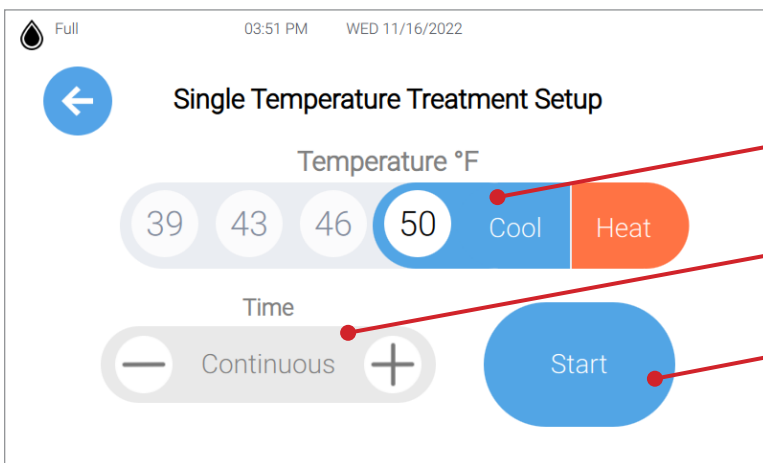 Full 03:51 PM WED 11/16/2022
Single Temperature Treatment Setup
Temperature °F
39 43 46 50 Cool Heat
Time
Continuous
Start